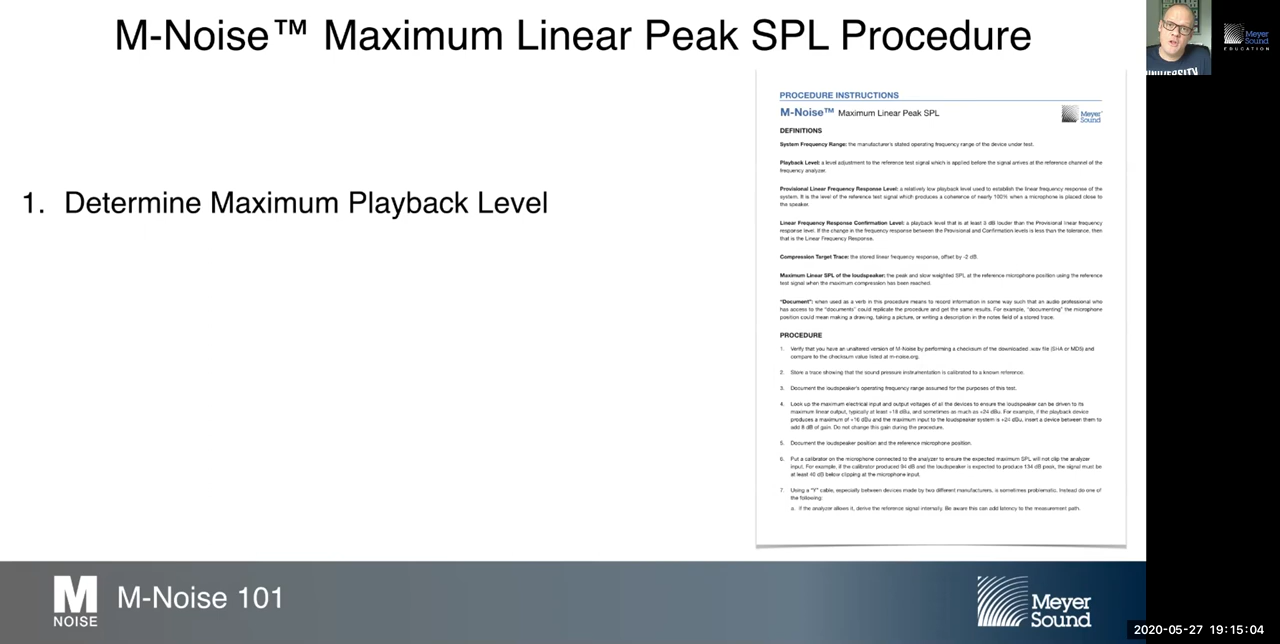 M-Noise™ Maximum Linear Peak SPL Procedure
Meyer
Sound
EDUCATION
UNIVERSITY
1. Determine Maximum Playback Level
PROCEDURE INSTRUCTIONS
M-Noise™ Maximum Linear Peak SPL
Meyer
Sound
DEFINITIONS
System Frequency Range: the manufacturer's stated operating frequency range of the device under test.
Playback Level: a level adjustment to the reference test signal which is applied before the signal arrives at the reference channel of the
frequency analyzer.
Provisional Linear Frequency Response Level: a relatively low playback level used to establish the linear frequency response of the
system. It is the level of the reference test signal which produces a coherence of nearly 100% when a microphone is placed close to
the speaker.
Linear Frequency Response Confirmation Level: a playback level that is at least 3 dB louder than the Provisional linear frequency
response level. If the change in the frequency response between the Provisional and Confirmation levels is less than the tolerance, then
that is the Linear Frequency Response.
Compression Target Trace: the stored linear frequency response, offset by -2 dB.
Maximum Linear SPL of the loudspeaker: the peak and slow weighted SPL at the reference microphone position using the reference
test signal when the maximum compression has been reached.
"Document": when used as a verb in this procedure means to record information in some way such that an audio professional who
has access to the "documents" could replicate the procedure and get the same results. For example, "documenting" the microphone
position could mean making a drawing, taking a picture, or writing a description in the notes field of a stored trace.
PROCEDURE
1. Verify that you have an unaltered version of M-Noise by performing a checksum of the downloaded .wav file (SHA or MD5) and
compare to the checksum value listed at m-noise.org.
2. Store a trace showing that the sound pressure instrumentation is calibrated to a known reference.
3. Document the loudspeaker's operating frequency range assumed for the purposes of this test.
4. Look up the maximum electrical input and output voltages of all the devices to ensure the loudspeaker can be driven to its
maximum linear output, typically at least +18 dBu, and sometimes as much as +24 dBu. For example, if the playback device
produces a maximum of +16 dBu and the maximum input to the loudspeaker system is +24 dBu, insert a device between them to
add 8 dB of gain. Do not change this gain during the procedure.
5. Document the loudspeaker position and the reference microphone position.
6. Put a calibrator on the microphone connected to the analyzer to ensure the expected maximum SPL will not clip the analyzer
input. For example, if the calibrator produced 94 dB and the loudspeaker is expected to produce 134 dB peak, the signal must be
at least 40 dB below clipping at the microphone input.
7. Using a "Y" cable, especially between devices made by two different manufacturers, is sometimes problematic. Instead do one of
the following:
a. If the analyzer allows it, derive the reference signal internally. Be aware this can add latency to the measurement path.
M
NOISE
M-Noise 101
Meyer
Sound
2020-05-27 19:15:04